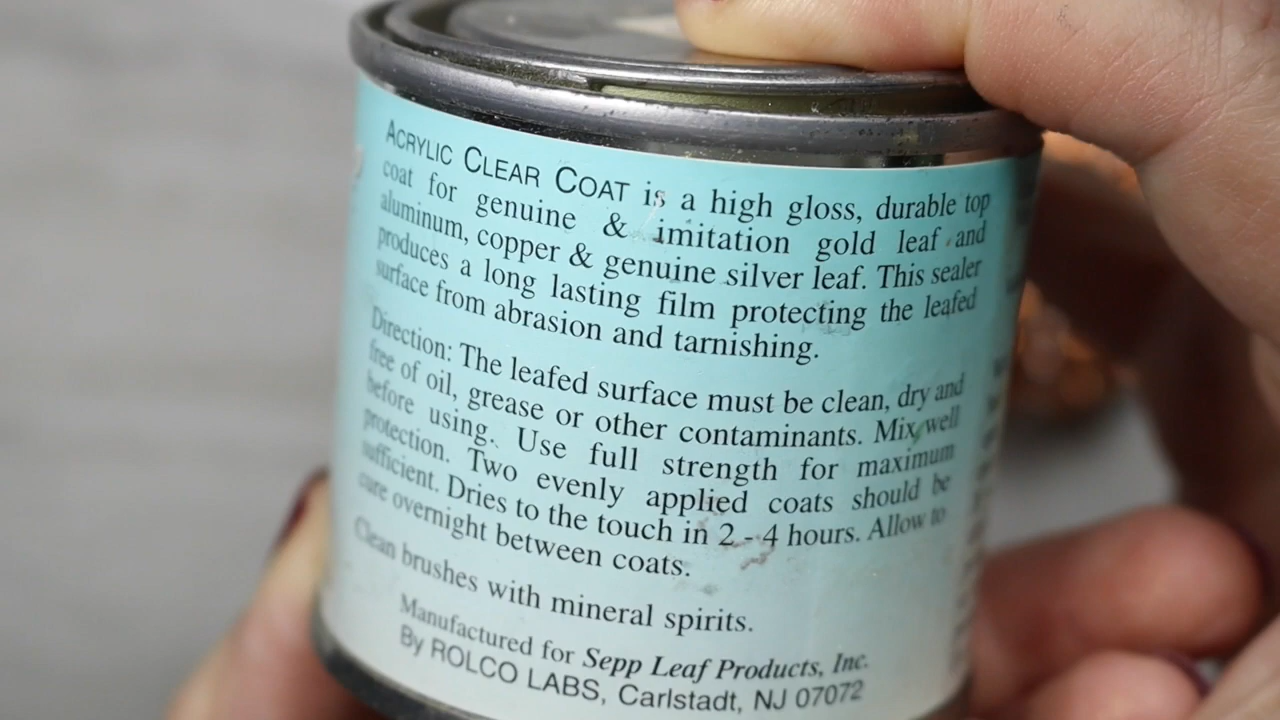 ACRYLIC CLEAR COAT is a high gloss, durable top
coat for genuine & imitation gold leaf and
aluminum, copper & genuine silver leaf. This sealer
produces a long lasting film protecting the leafed
surface from abrasion and tarnishing.
Direction: The leafed surface must be clean, dry and
free of oil, grease or other contaminants. Mix well
before using. Use full strength for maximum
protection. Two evenly applied coats should be
sufficient. Dries to the touch in 2 - 4 hours. Allow to
cure overnight between coats.
Clean brushes with mineral spirits.
Manufactured for Sepp Leaf Products, Inc.
By ROLCO LABS, Carlstadt, NJ 07072